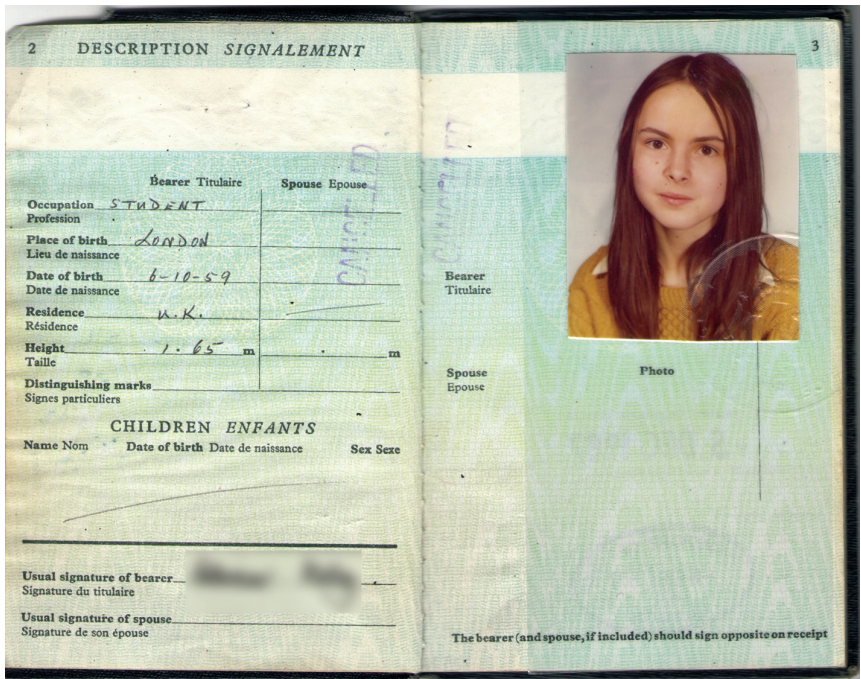 2 DESCRIPTION SIGNALEMENT
Bearer Titulaire Spouse Epouse
Occupation STUDENT
Profession
Place of birth LONDON
Lieu de naissance
Date of birth 6-10-59
Date de naissance
Residence U.K.
Résidence
Height 1.65 m m
Taille
Distinguishing marks
Signes particuliers
CANCELLED
CHILDREN ENFANTS
Name Nom Date of birth Date de naissance Sex Sexe
Usual signature of bearer
Signature du titulaire
Usual signature of spouse
Signature de son épouse
3
CANCELLED
Bearer
Titulaire
Spouse
Epouse
Photo
The bearer (and spouse, if included) should sign opposite on receipt